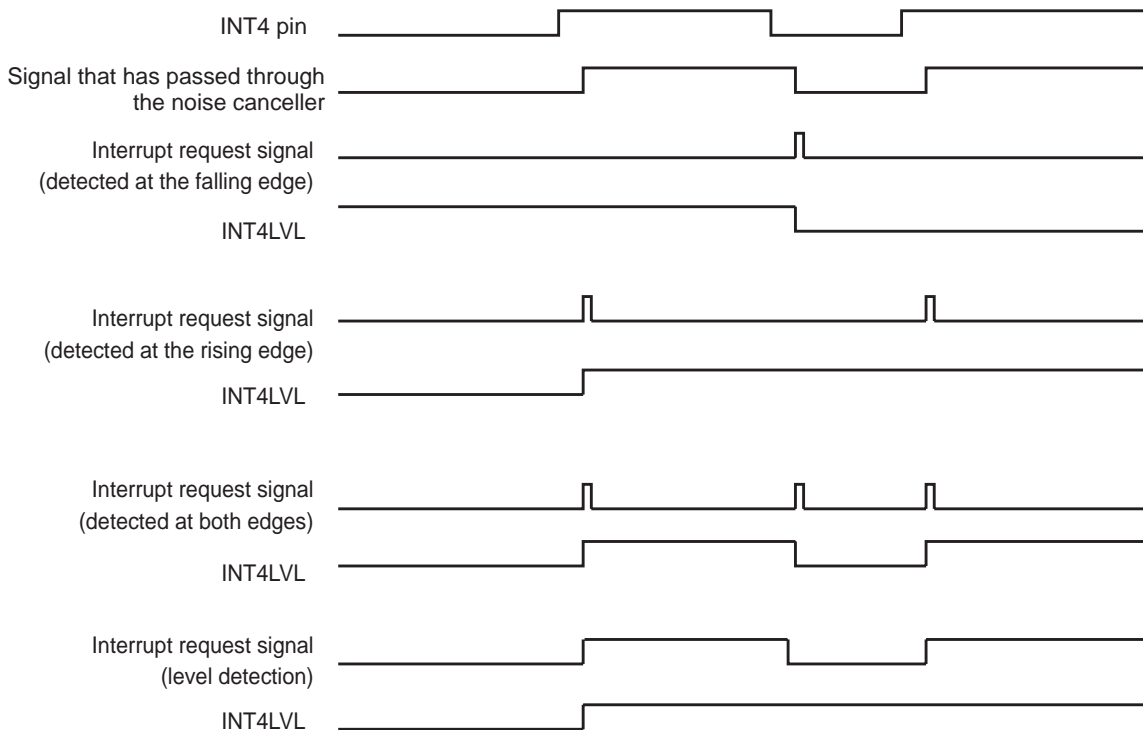 INT4 pin
Signal that has passed through
the noise canceller
Interrupt request signal
(detected at the falling edge)
INT4LVL
Interrupt request signal
(detected at the rising edge)
INT4LVL
Interrupt request signal
(detected at both edges)
INT4LVL
Interrupt request signal
(level detection)
INT4LVL